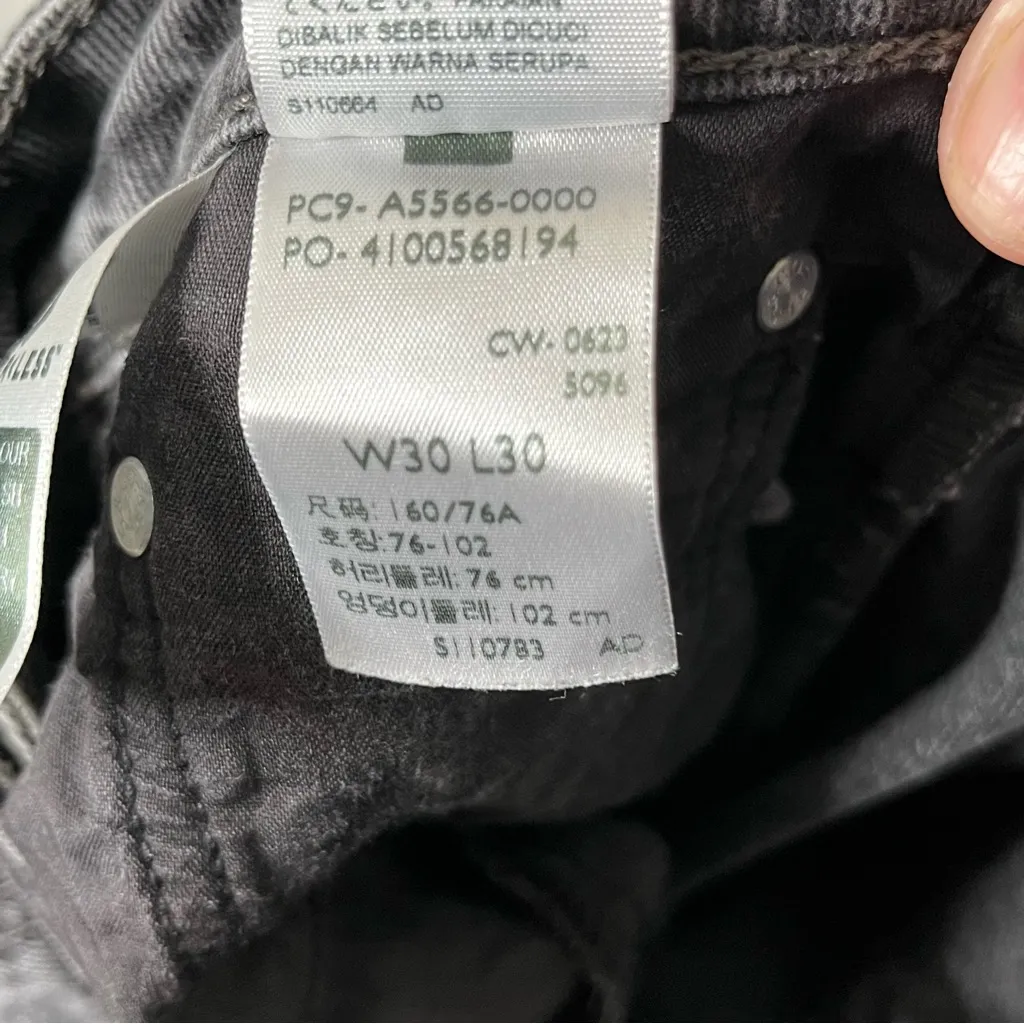 DIBALIK SEBELUM DICUCI
DENGAN WARNA SERUPA
S110664 AD
PC9- A5566-0000
PO- 4100568194
CW- 0623
5096
W30 L30
尺码: 160/76A
호칭:76-102
허리둘레: 76 cm
엉덩이둘레: 102 cm
S110783 AD